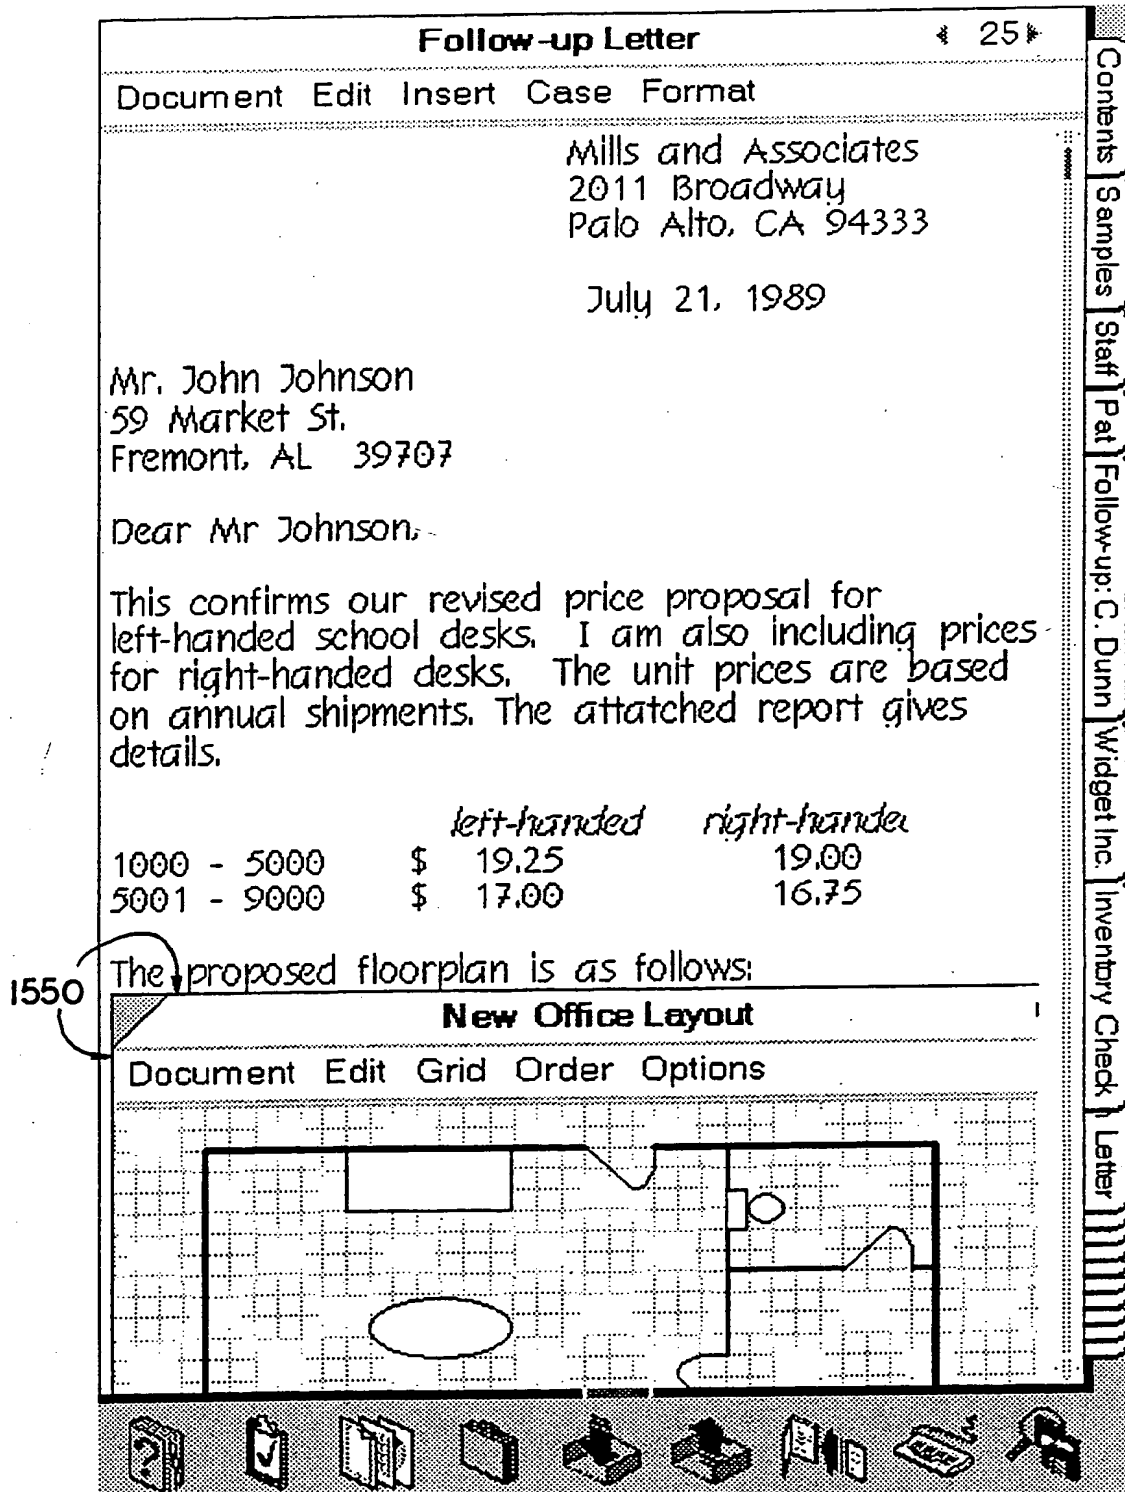 Follow-up Letter 25
Document Edit Insert Case Format
Mills and Associates
2011 Broadway
Palo Alto, CA 94333
July 21, 1989
Mr. John Johnson
59 Market St.
Fremont, AL 39707
Dear Mr Johnson,
This confirms our revised price proposal for
left-handed school desks. I am also including prices
for right-handed desks. The unit prices are based
on annual shipments. The attatched report gives
details.
left-handed right-hande
1000 - 5000 $ 19.25 19.00
5001 - 9000 $ 17.00 16.75
The proposed floorplan is as follows:
1550
New Office Layout
Document Edit Grid Order Options
Contents
Samples
Staff
Pat
Follow-up: C. Dunn
Widget Inc.
Inventory Check
Letter
?